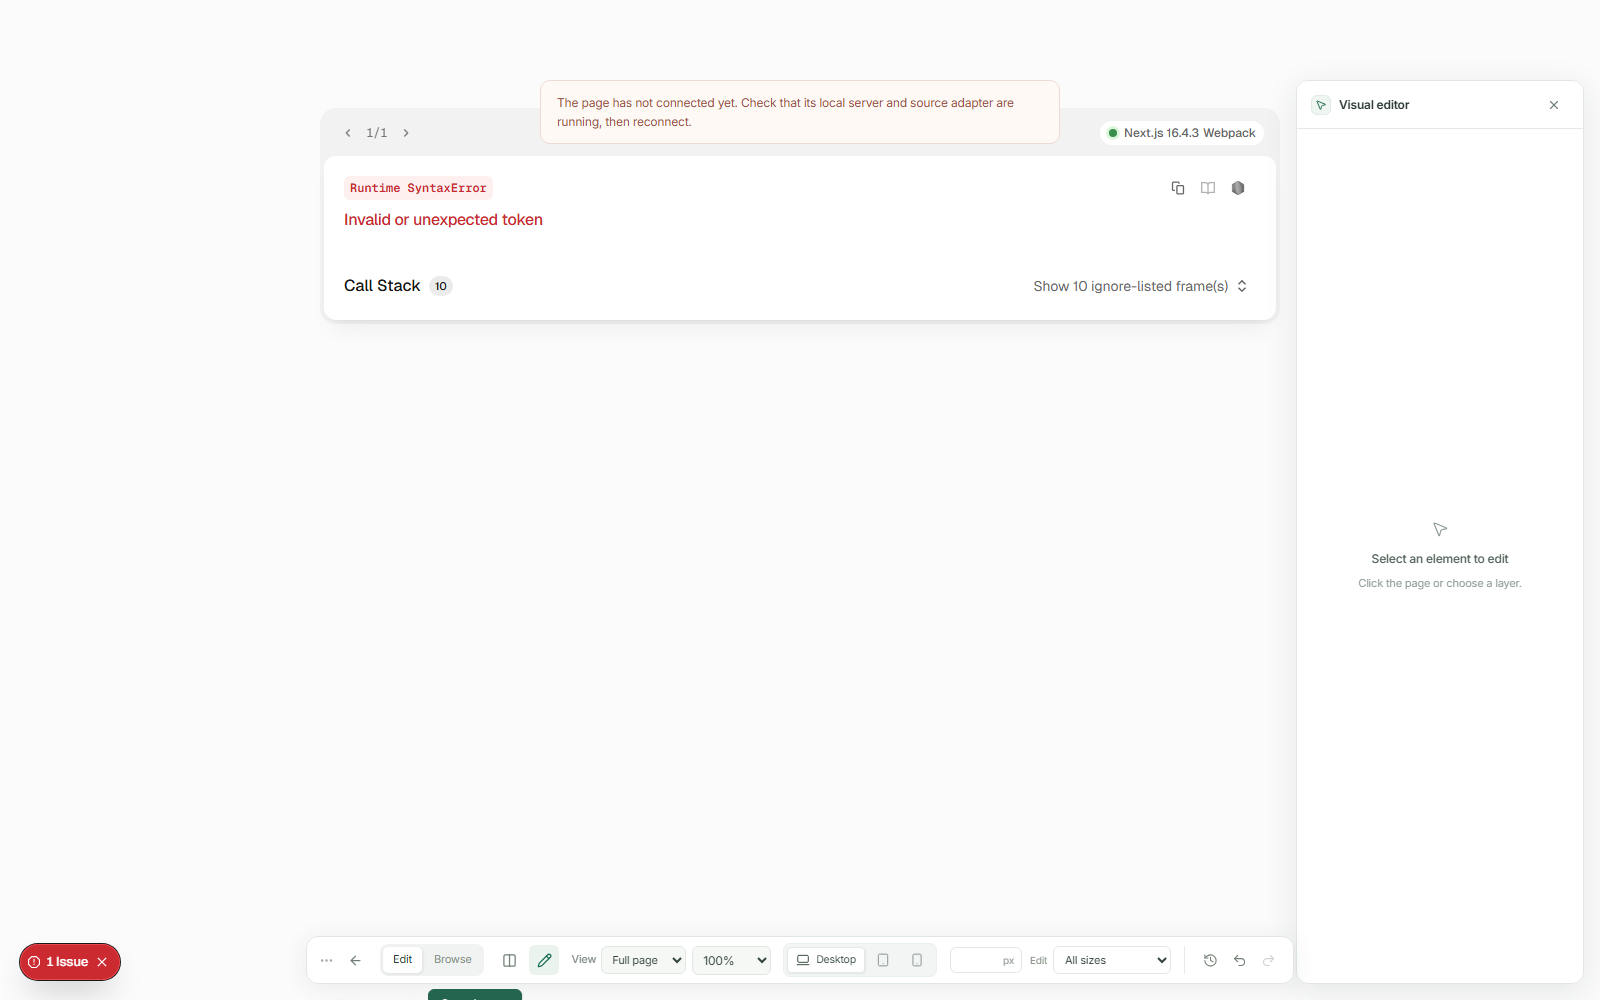 The page has not connected yet. Check that its local server and source adapter are
running, then reconnect.
1/1
Next.js 16.4.3 Webpack
Runtime SyntaxError
Invalid or unexpected token
Call Stack 10
Show 10 ignore-listed frame(s)
Visual editor
Select an element to edit
Click the page or choose a layer.
1 Issue
Edit
Browse
View
Full page
100%
Desktop
px
Edit
All sizes